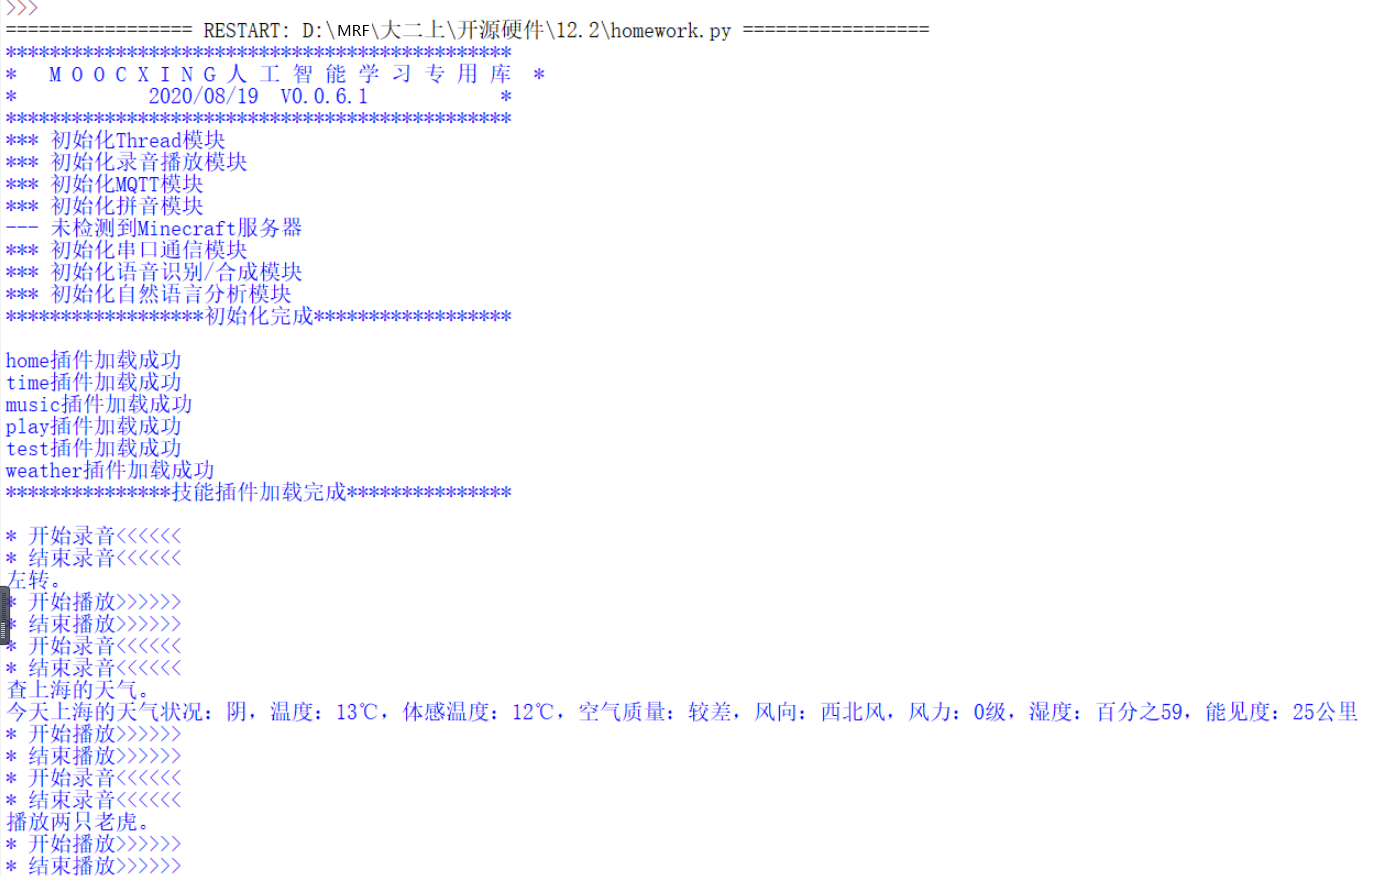 >>>
================= RESTART: D:\MRF\大二上\开源硬件\12.2\homework.py =================
**********************************************
*   M O O C X I N G 人 工 智 能 学 习 专 用 库  *
*            2020/08/19  V0.0.6.1            *
**********************************************
*** 初始化Thread模块
*** 初始化录音播放模块
*** 初始化MQTT模块
*** 初始化拼音模块
--- 未检测到Minecraft服务器
*** 初始化串口通信模块
*** 初始化语音识别/合成模块
*** 初始化自然语言分析模块
******************初始化完成******************
home插件加载成功
time插件加载成功
music插件加载成功
play插件加载成功
test插件加载成功
weather插件加载成功
***************技能插件加载完成***************
* 开始录音<<<<<<
* 结束录音<<<<<<
左转。
* 开始播放>>>>>>
* 结束播放>>>>>>
* 开始录音<<<<<<
* 结束录音<<<<<<
查上海的天气。
今天上海的天气状况：阴，温度：13℃，体感温度：12℃，空气质量：较差，风向：西北风，风力：0级，湿度：百分之59，能见度：25公里
* 开始播放>>>>>>
* 结束播放>>>>>>
* 开始录音<<<<<<
* 结束录音<<<<<<
播放两只老虎。
* 开始播放>>>>>>
* 结束播放>>>>>>